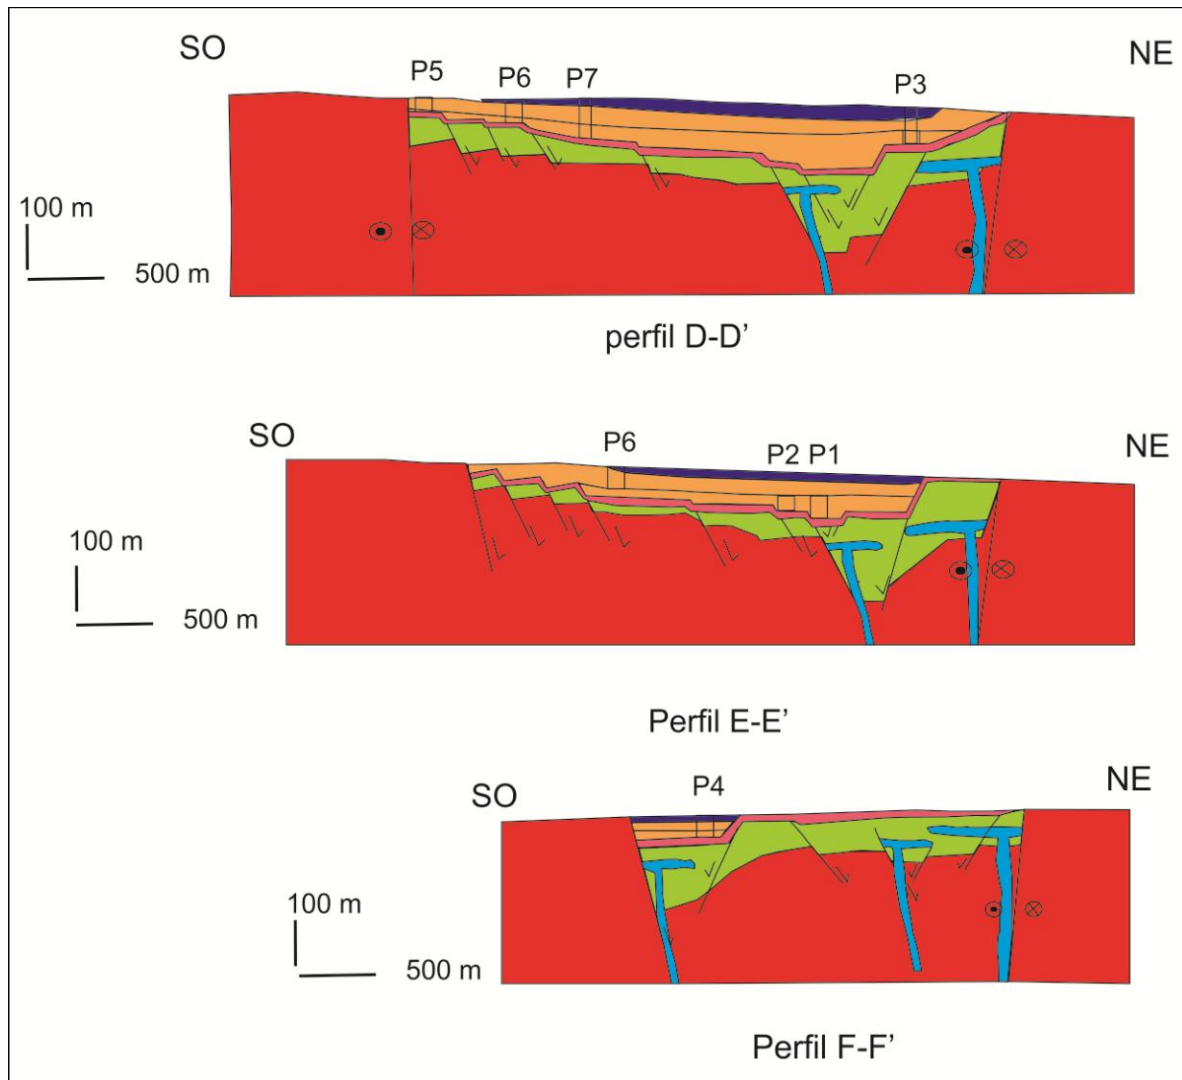 SO NE
P5 P6 P7 P3
100 m
500 m
perfil D-D’
SO NE
P6 P2 P1
100 m
500 m
Perfil E-E’
SO P4 NE
100 m
500 m
Perfil F-F’